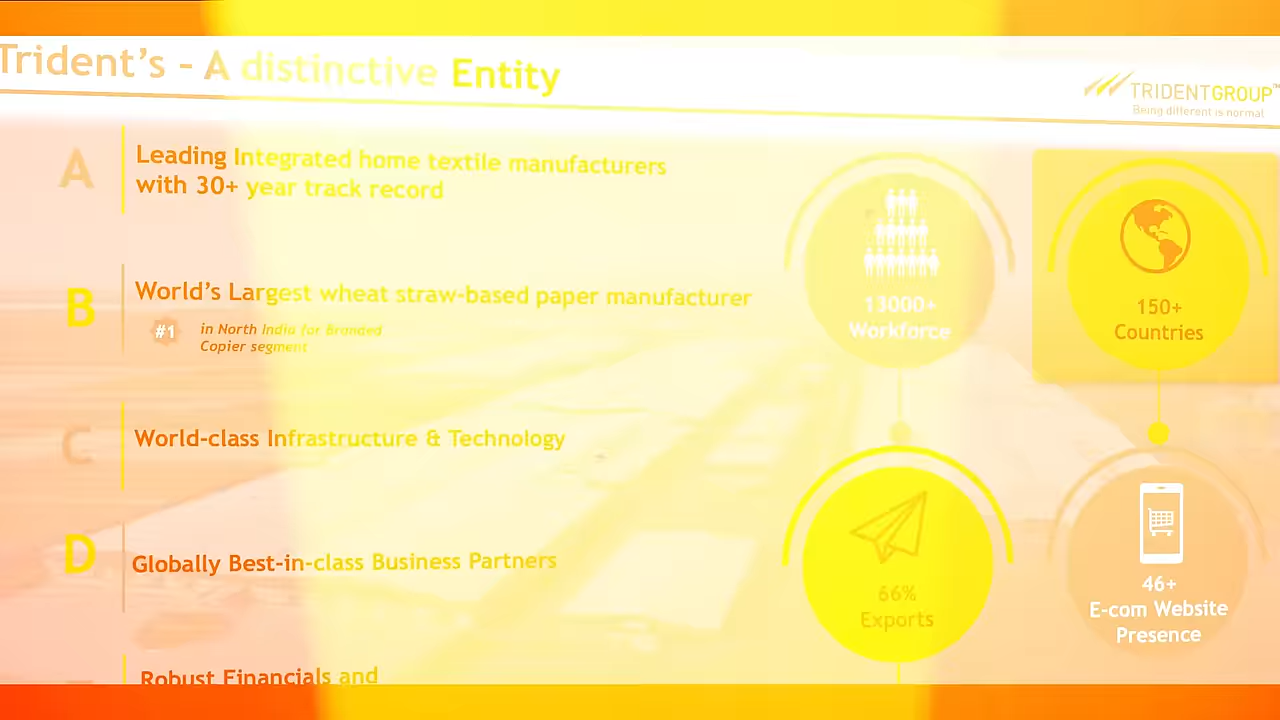 Trident's – A distinctive Entity
TRIDENTGROUP™
Being different is normal
A
Leading Integrated home textile manufacturers
with 30+ year track record
B
World's Largest wheat straw-based paper manufacturer
#1
in North India for Branded
Copier segment
C
World-class Infrastructure & Technology
D
Globally Best-in-class Business Partners
Robust Financials and
13000+
Workforce
150+
Countries
66%
Exports
46+
E-com Website
Presence